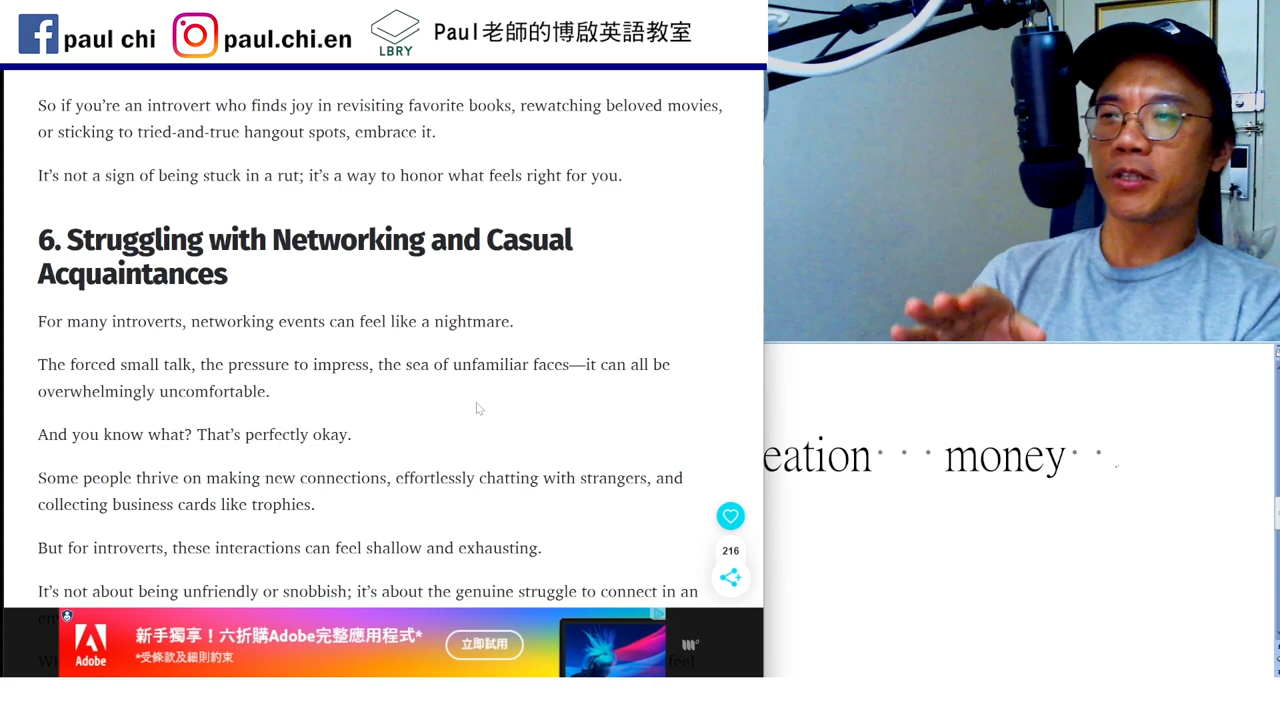 paul chi
paul.chi.en
LBRY
Paul老師的博啟英語教室
So if you’re an introvert who finds joy in revisiting favorite books, rewatching beloved movies,
or sticking to tried-and-true hangout spots, embrace it.
It’s not a sign of being stuck in a rut; it’s a way to honor what feels right for you.
6. Struggling with Networking and Casual
Acquaintances
For many introverts, networking events can feel like a nightmare.
The forced small talk, the pressure to impress, the sea of unfamiliar faces—it can all be
overwhelmingly uncomfortable.
And you know what? That’s perfectly okay.
Some people thrive on making new connections, effortlessly chatting with strangers, and
collecting business cards like trophies.
But for introverts, these interactions can feel shallow and exhausting.
It’s not about being unfriendly or snobbish; it’s about the genuine struggle to connect in an
216
Adobe
新手獨享！六折購Adobe完整應用程式*
*受條款及細則約束
立即試用
feel
eation··· money··